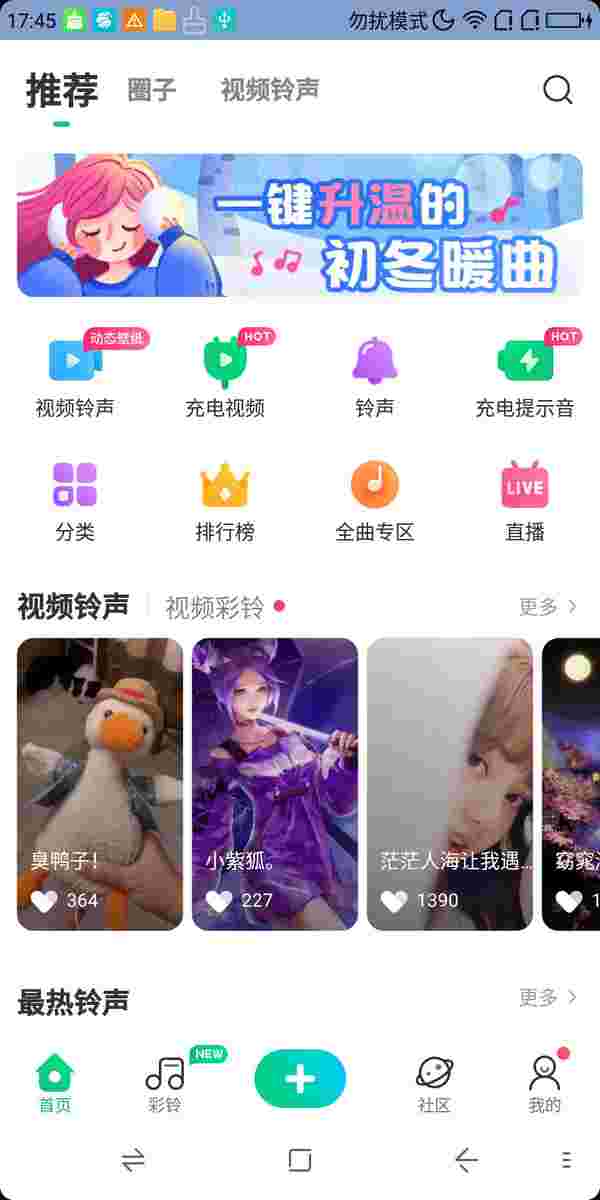 17:45
勿扰模式
推荐
圈子
视频铃声
一键升温的
初冬暖曲
动态壁纸
HOT
HOT
视频铃声
充电视频
铃声
充电提示音
LIVE
分类
排行榜
全曲专区
直播
视频铃声
视频彩铃
更多
臭鸭子!
小紫狐。
茫茫人海让我遇...
364
227
1390
最热铃声
更多
NEW
首页
彩铃
社区
我的